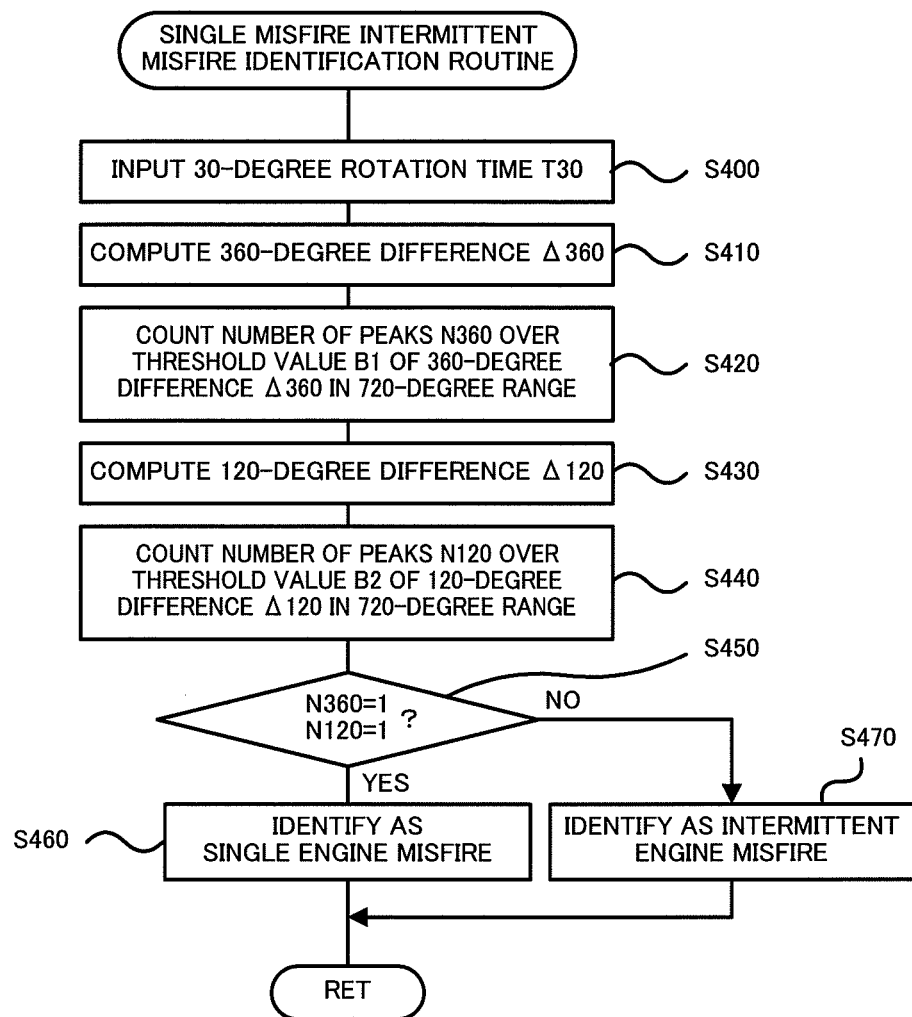 SINGLE MISFIRE INTERMITTENT
MISFIRE IDENTIFICATION ROUTINE
INPUT 30-DEGREE ROTATION TIME T30
S400
COMPUTE 360-DEGREE DIFFERENCE Δ360
S410
COUNT NUMBER OF PEAKS N360 OVER
THRESHOLD VALUE B1 OF 360-DEGREE
DIFFERENCE Δ360 IN 720-DEGREE RANGE
S420
COMPUTE 120-DEGREE DIFFERENCE Δ120
S430
COUNT NUMBER OF PEAKS N120 OVER
THRESHOLD VALUE B2 OF 120-DEGREE
DIFFERENCE Δ120 IN 720-DEGREE RANGE
S440
S450
N360=1
N120=1 ?
NO
YES
S470
S460
IDENTIFY AS
SINGLE ENGINE MISFIRE
IDENTIFY AS INTERMITTENT
ENGINE MISFIRE
RET